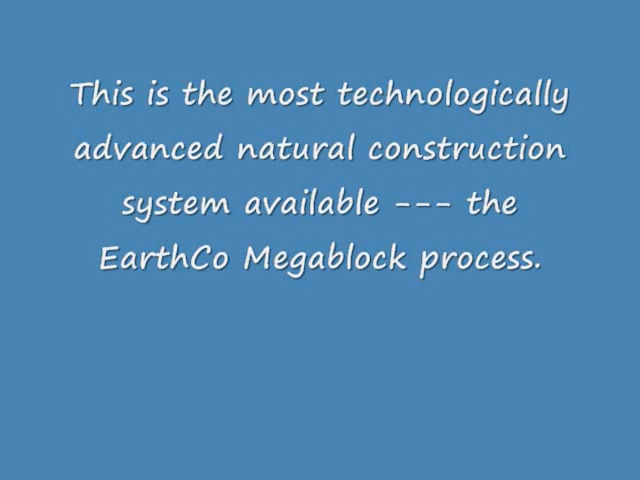 This is the most technologically
advanced natural construction
system available --- the
EarthCo Megablock process.